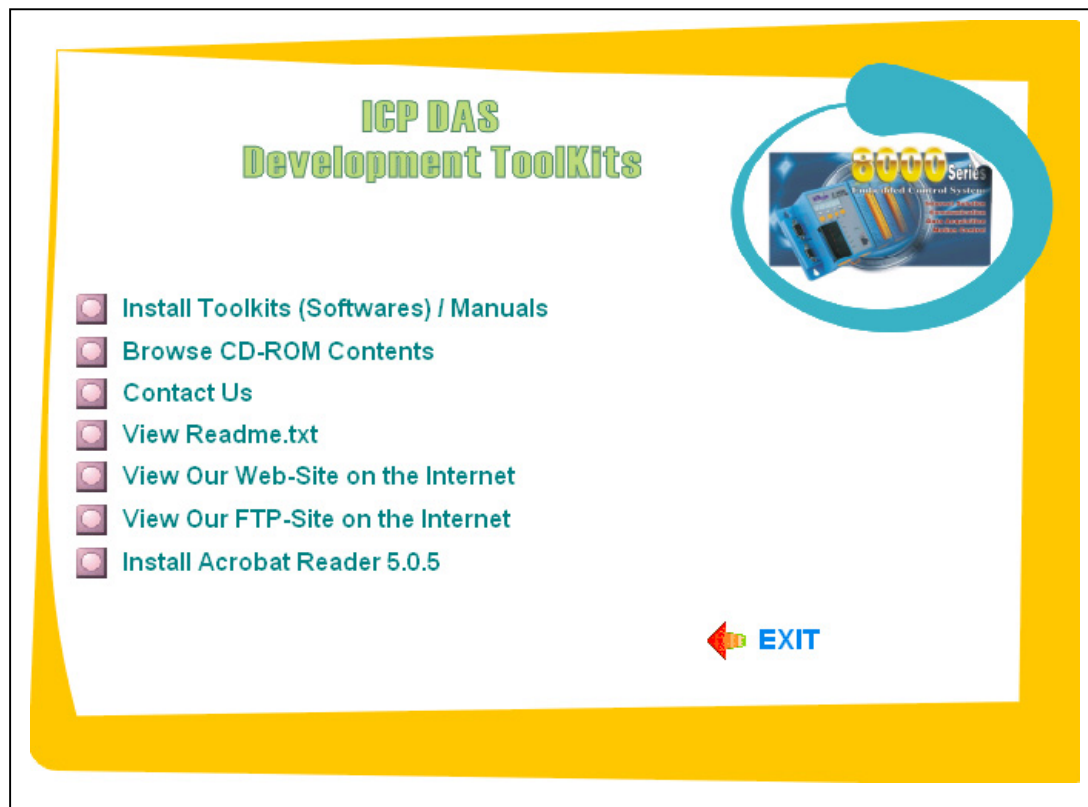 ICP DAS
Development ToolKits
8000 Series
Embedded Control System
Install Toolkits (Softwares) / Manuals
Browse CD-ROM Contents
Contact Us
View Readme.txt
View Our Web-Site on the Internet
View Our FTP-Site on the Internet
Install Acrobat Reader 5.0.5
EXIT